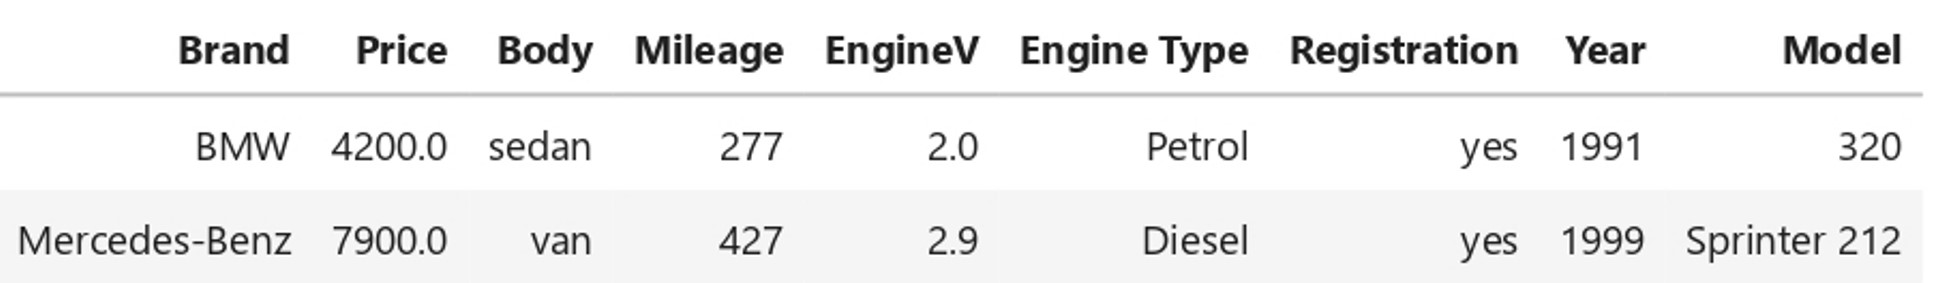 Brand Price Body Mileage EngineV Engine Type Registration Year Model
BMW 4200.0 sedan 277 2.0 Petrol yes 1991 320
Mercedes-Benz 7900.0 van 427 2.9 Diesel yes 1999 Sprinter 212